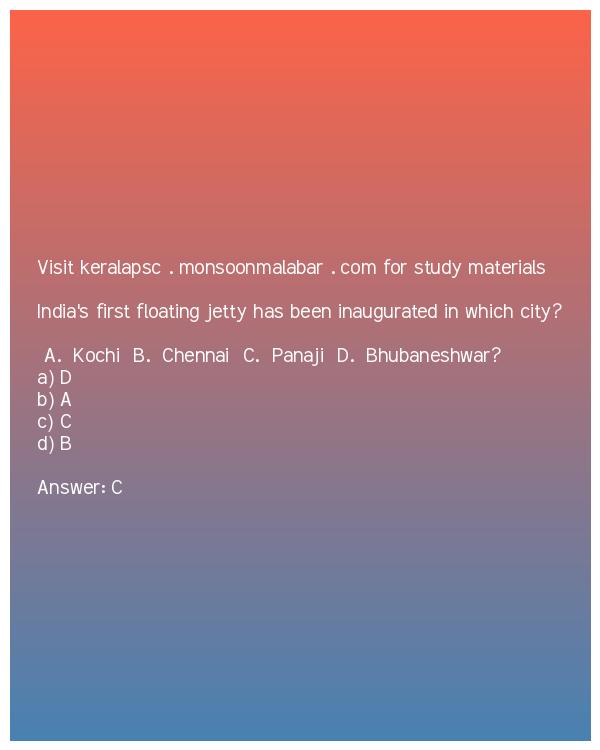 Visit keralapsc . monsoonmalabar . com for study materials
India's first floating jetty has been inaugurated in which city?
A. Kochi B. Chennai C. Panaji D. Bhubaneshwar?
a) D
b) A
c) C
d) B
Answer: C